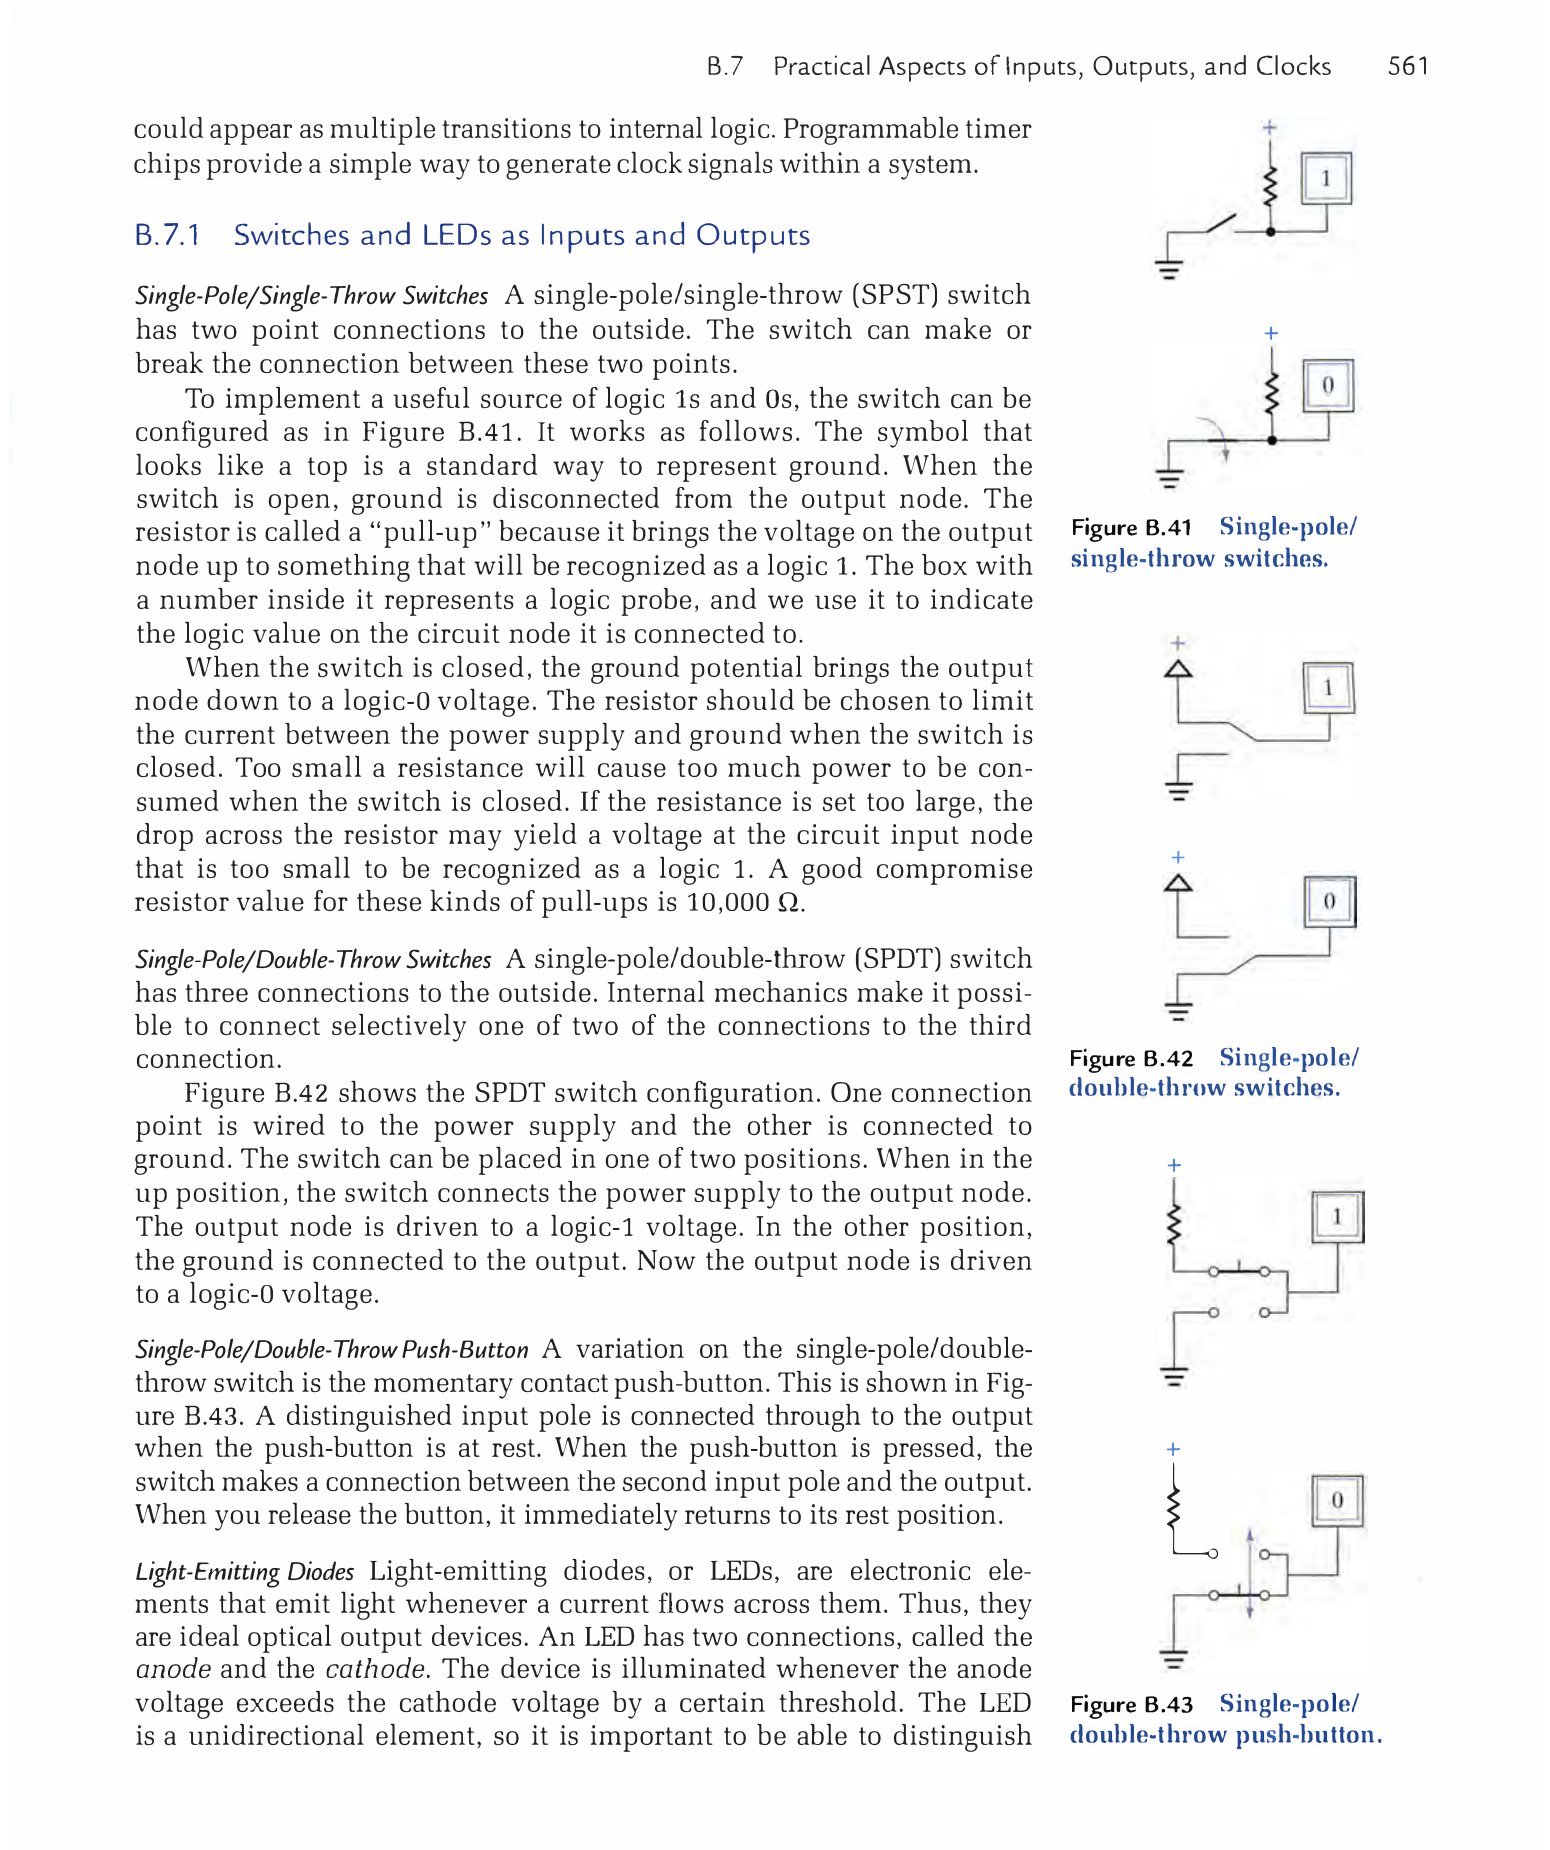 B.7 Practical Aspects of Inputs, Outputs, and Clocks 561
could appear as multiple transitions to internal logic. Programmable timer
chips provide a simple way to generate clock signals within a system.
B.7.1 Switches and LEDs as Inputs and Outputs
Single-Pole/Single-Throw Switches A single-pole/single-throw (SPST) switch
has two point connections to the outside. The switch can make or
break the connection between these two points.
To implement a useful source of logic 1s and 0s, the switch can be
configured as in Figure B.41. It works as follows. The symbol that
looks like a top is a standard way to represent ground. When the
switch is open, ground is disconnected from the output node. The
resistor is called a “pull-up” because it brings the voltage on the output
node up to something that will be recognized as a logic 1. The box with
a number inside it represents a logic probe, and we use it to indicate
the logic value on the circuit node it is connected to.
When the switch is closed, the ground potential brings the output
node down to a logic-0 voltage. The resistor should be chosen to limit
the current between the power supply and ground when the switch is
closed. Too small a resistance will cause too much power to be con-
sumed when the switch is closed. If the resistance is set too large, the
drop across the resistor may yield a voltage at the circuit input node
that is too small to be recognized as a logic 1. A good compromise
resistor value for these kinds of pull-ups is 10,000 Ω.
Single-Pole/Double-Throw Switches A single-pole/double-throw (SPDT) switch
has three connections to the outside. Internal mechanics make it possi-
ble to connect selectively one of two of the connections to the third
connection.
Figure B.42 shows the SPDT switch configuration. One connection
point is wired to the power supply and the other is connected to
ground. The switch can be placed in one of two positions. When in the
up position, the switch connects the power supply to the output node.
The output node is driven to a logic-1 voltage. In the other position,
the ground is connected to the output. Now the output node is driven
to a logic-0 voltage.
Single-Pole/Double-Throw Push-Button A variation on the single-pole/double-
throw switch is the momentary contact push-button. This is shown in Fig-
ure B.43. A distinguished input pole is connected through to the output
when the push-button is at rest. When the push-button is pressed, the
switch makes a connection between the second input pole and the output.
When you release the button, it immediately returns to its rest position.
Light-Emitting Diodes Light-emitting diodes, or LEDs, are electronic ele-
ments that emit light whenever a current flows across them. Thus, they
are ideal optical output devices. An LED has two connections, called the
anode and the cathode. The device is illuminated whenever the anode
voltage exceeds the cathode voltage by a certain threshold. The LED
is a unidirectional element, so it is important to be able to distinguish
+
1
+
0
Figure B.41 Single-pole/
single-throw switches.
+
1
+
0
Figure B.42 Single-pole/
double-throw switches.
+
1
+
0
Figure B.43 Single-pole/
double-throw push-button.